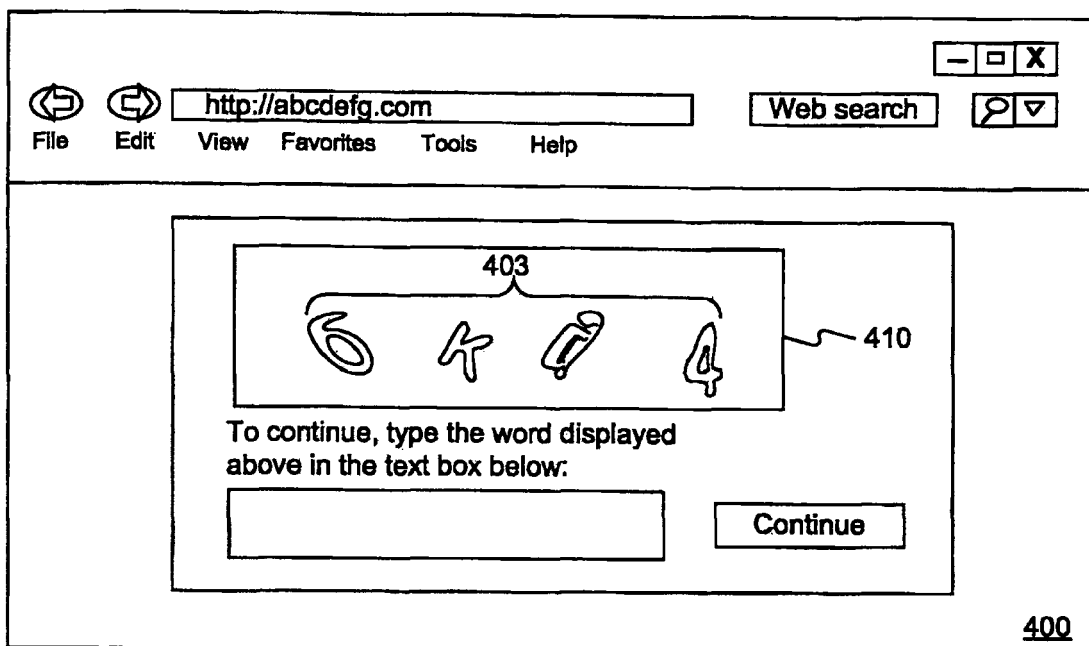 X
http://abcdefg.com Web search
File Edit View Favorites Tools Help
403
6 K 4
410
To continue, type the word displayed
above in the text box below:
Continue
400